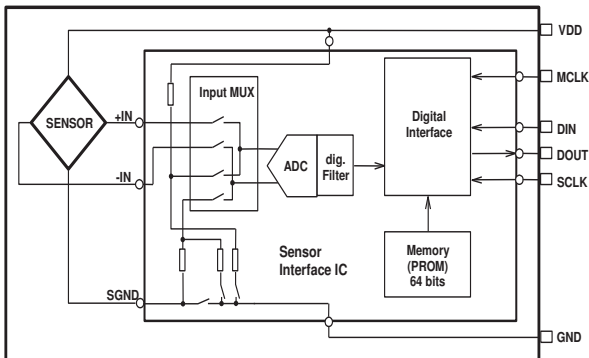 VDD
MCLK
Input MUX
+IN
SENSOR
Digital
Interface
DIN
ADC
dig.
Filter
DOUT
-IN
SCLK
Sensor
Interface IC
Memory
(PROM)
64 bits
SGND
GND